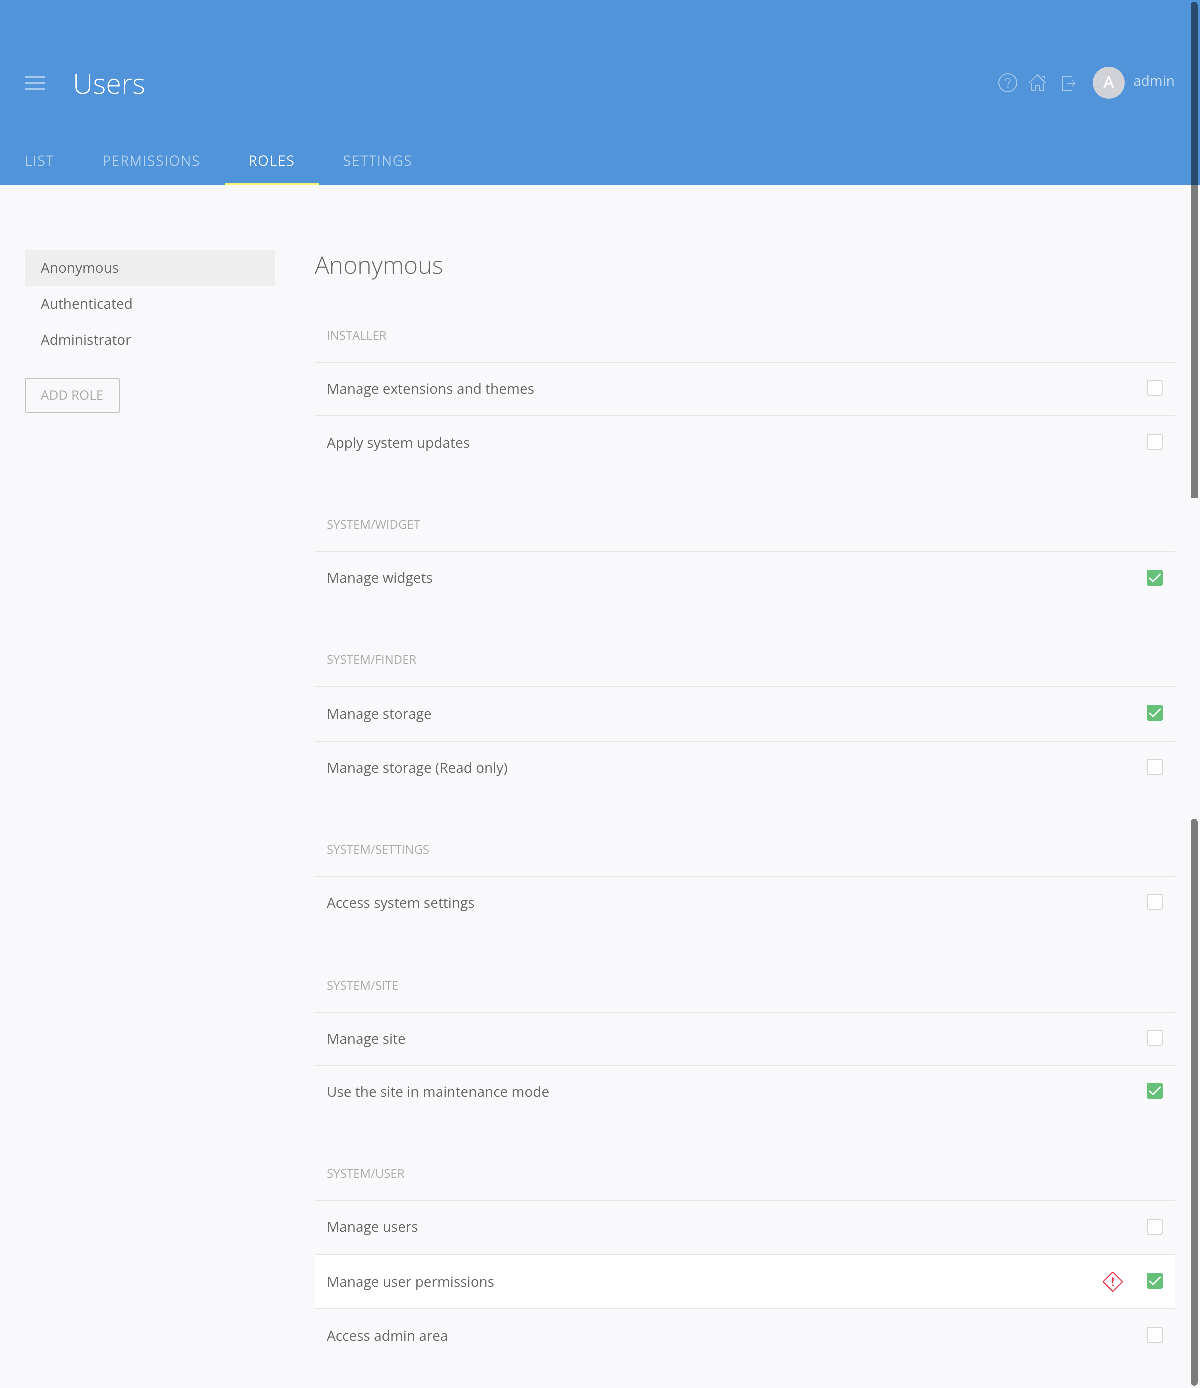 Users
A admin
LIST PERMISSIONS ROLES SETTINGS
Anonymous
Authenticated
Administrator
ADD ROLE
Anonymous
INSTALLER
Manage extensions and themes
Apply system updates
SYSTEM/WIDGET
Manage widgets
SYSTEM/FINDER
Manage storage
Manage storage (Read only)
SYSTEM/SETTINGS
Access system settings
SYSTEM/SITE
Manage site
Use the site in maintenance mode
SYSTEM/USER
Manage users
Manage user permissions
Access admin area